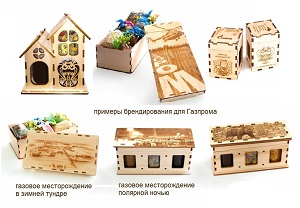 примеры брендирования для Газпрома
газовое месторождение
в зимней тундре
газовое месторождение
полярной ночью